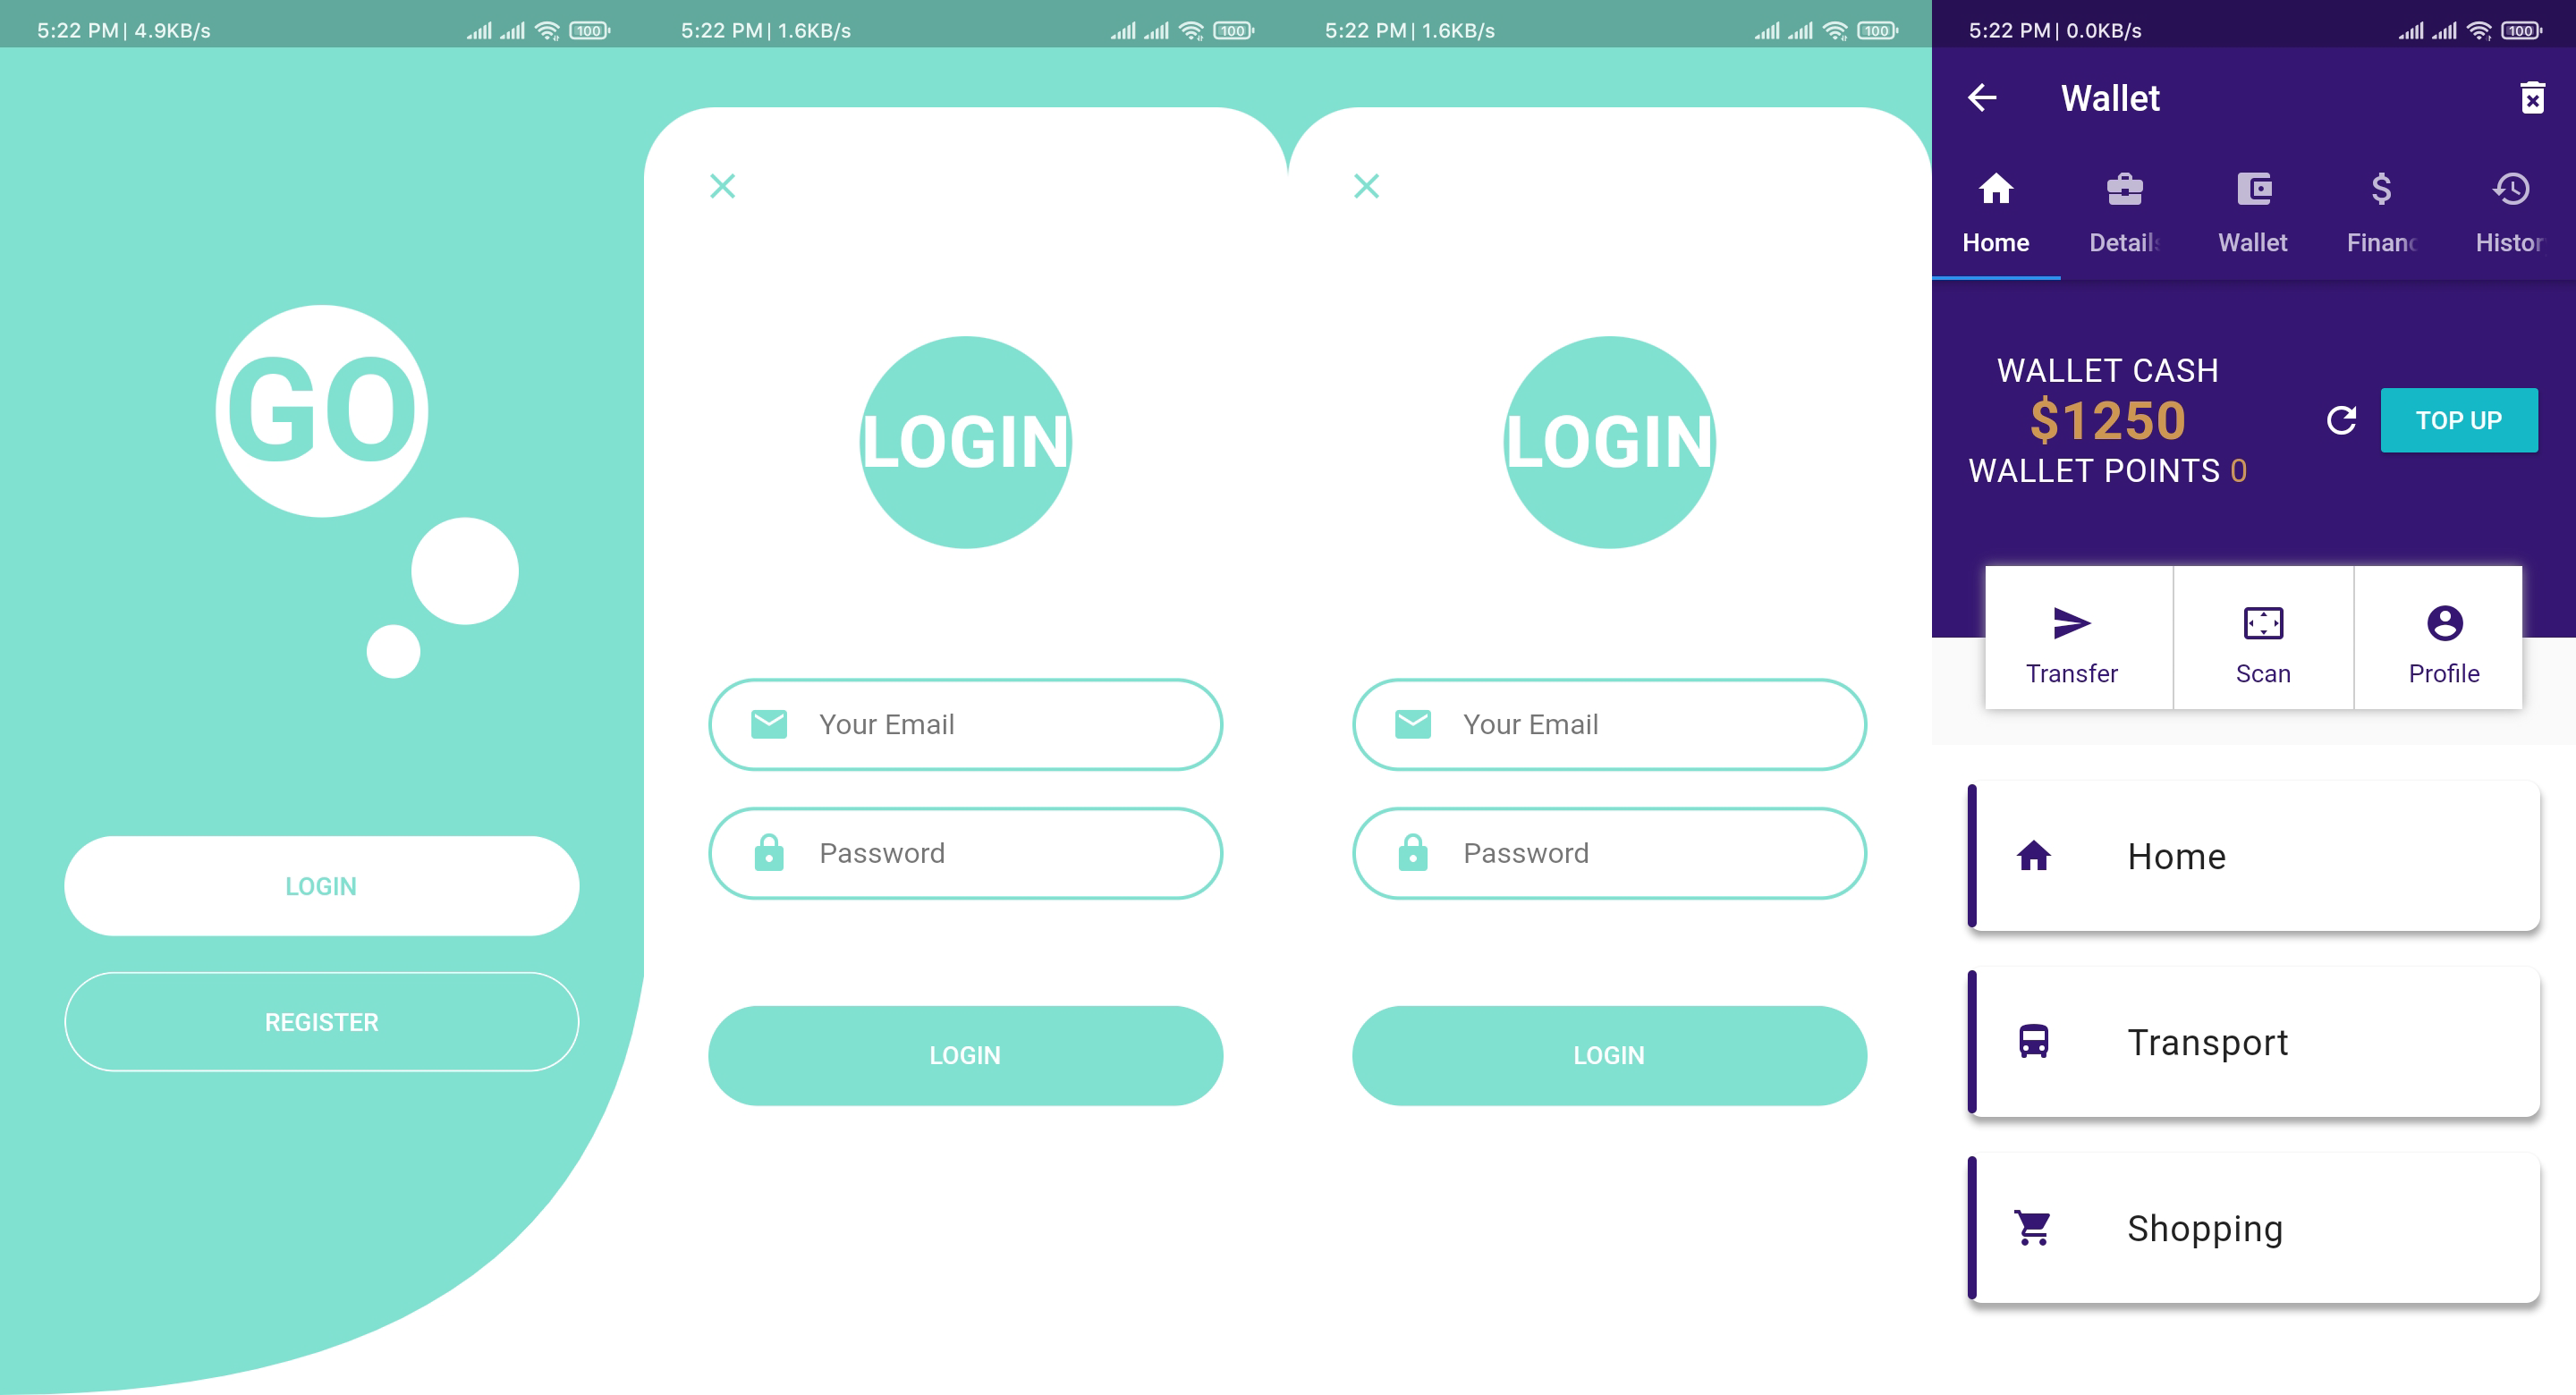 5:22 PM| 4.9KB/s
100
GO
LOGIN
REGISTER
5:22 PM| 1.6KB/s
100
LOGIN
Your Email
Password
LOGIN
5:22 PM| 1.6KB/s
100
LOGIN
Your Email
Password
LOGIN
5:22 PM| 0.0KB/s
100
Wallet
Home
Details
Wallet
Financ
Histor
WALLET CASH
$1250
WALLET POINTS 0
TOP UP
Transfer
Scan
Profile
Home
Transport
Shopping